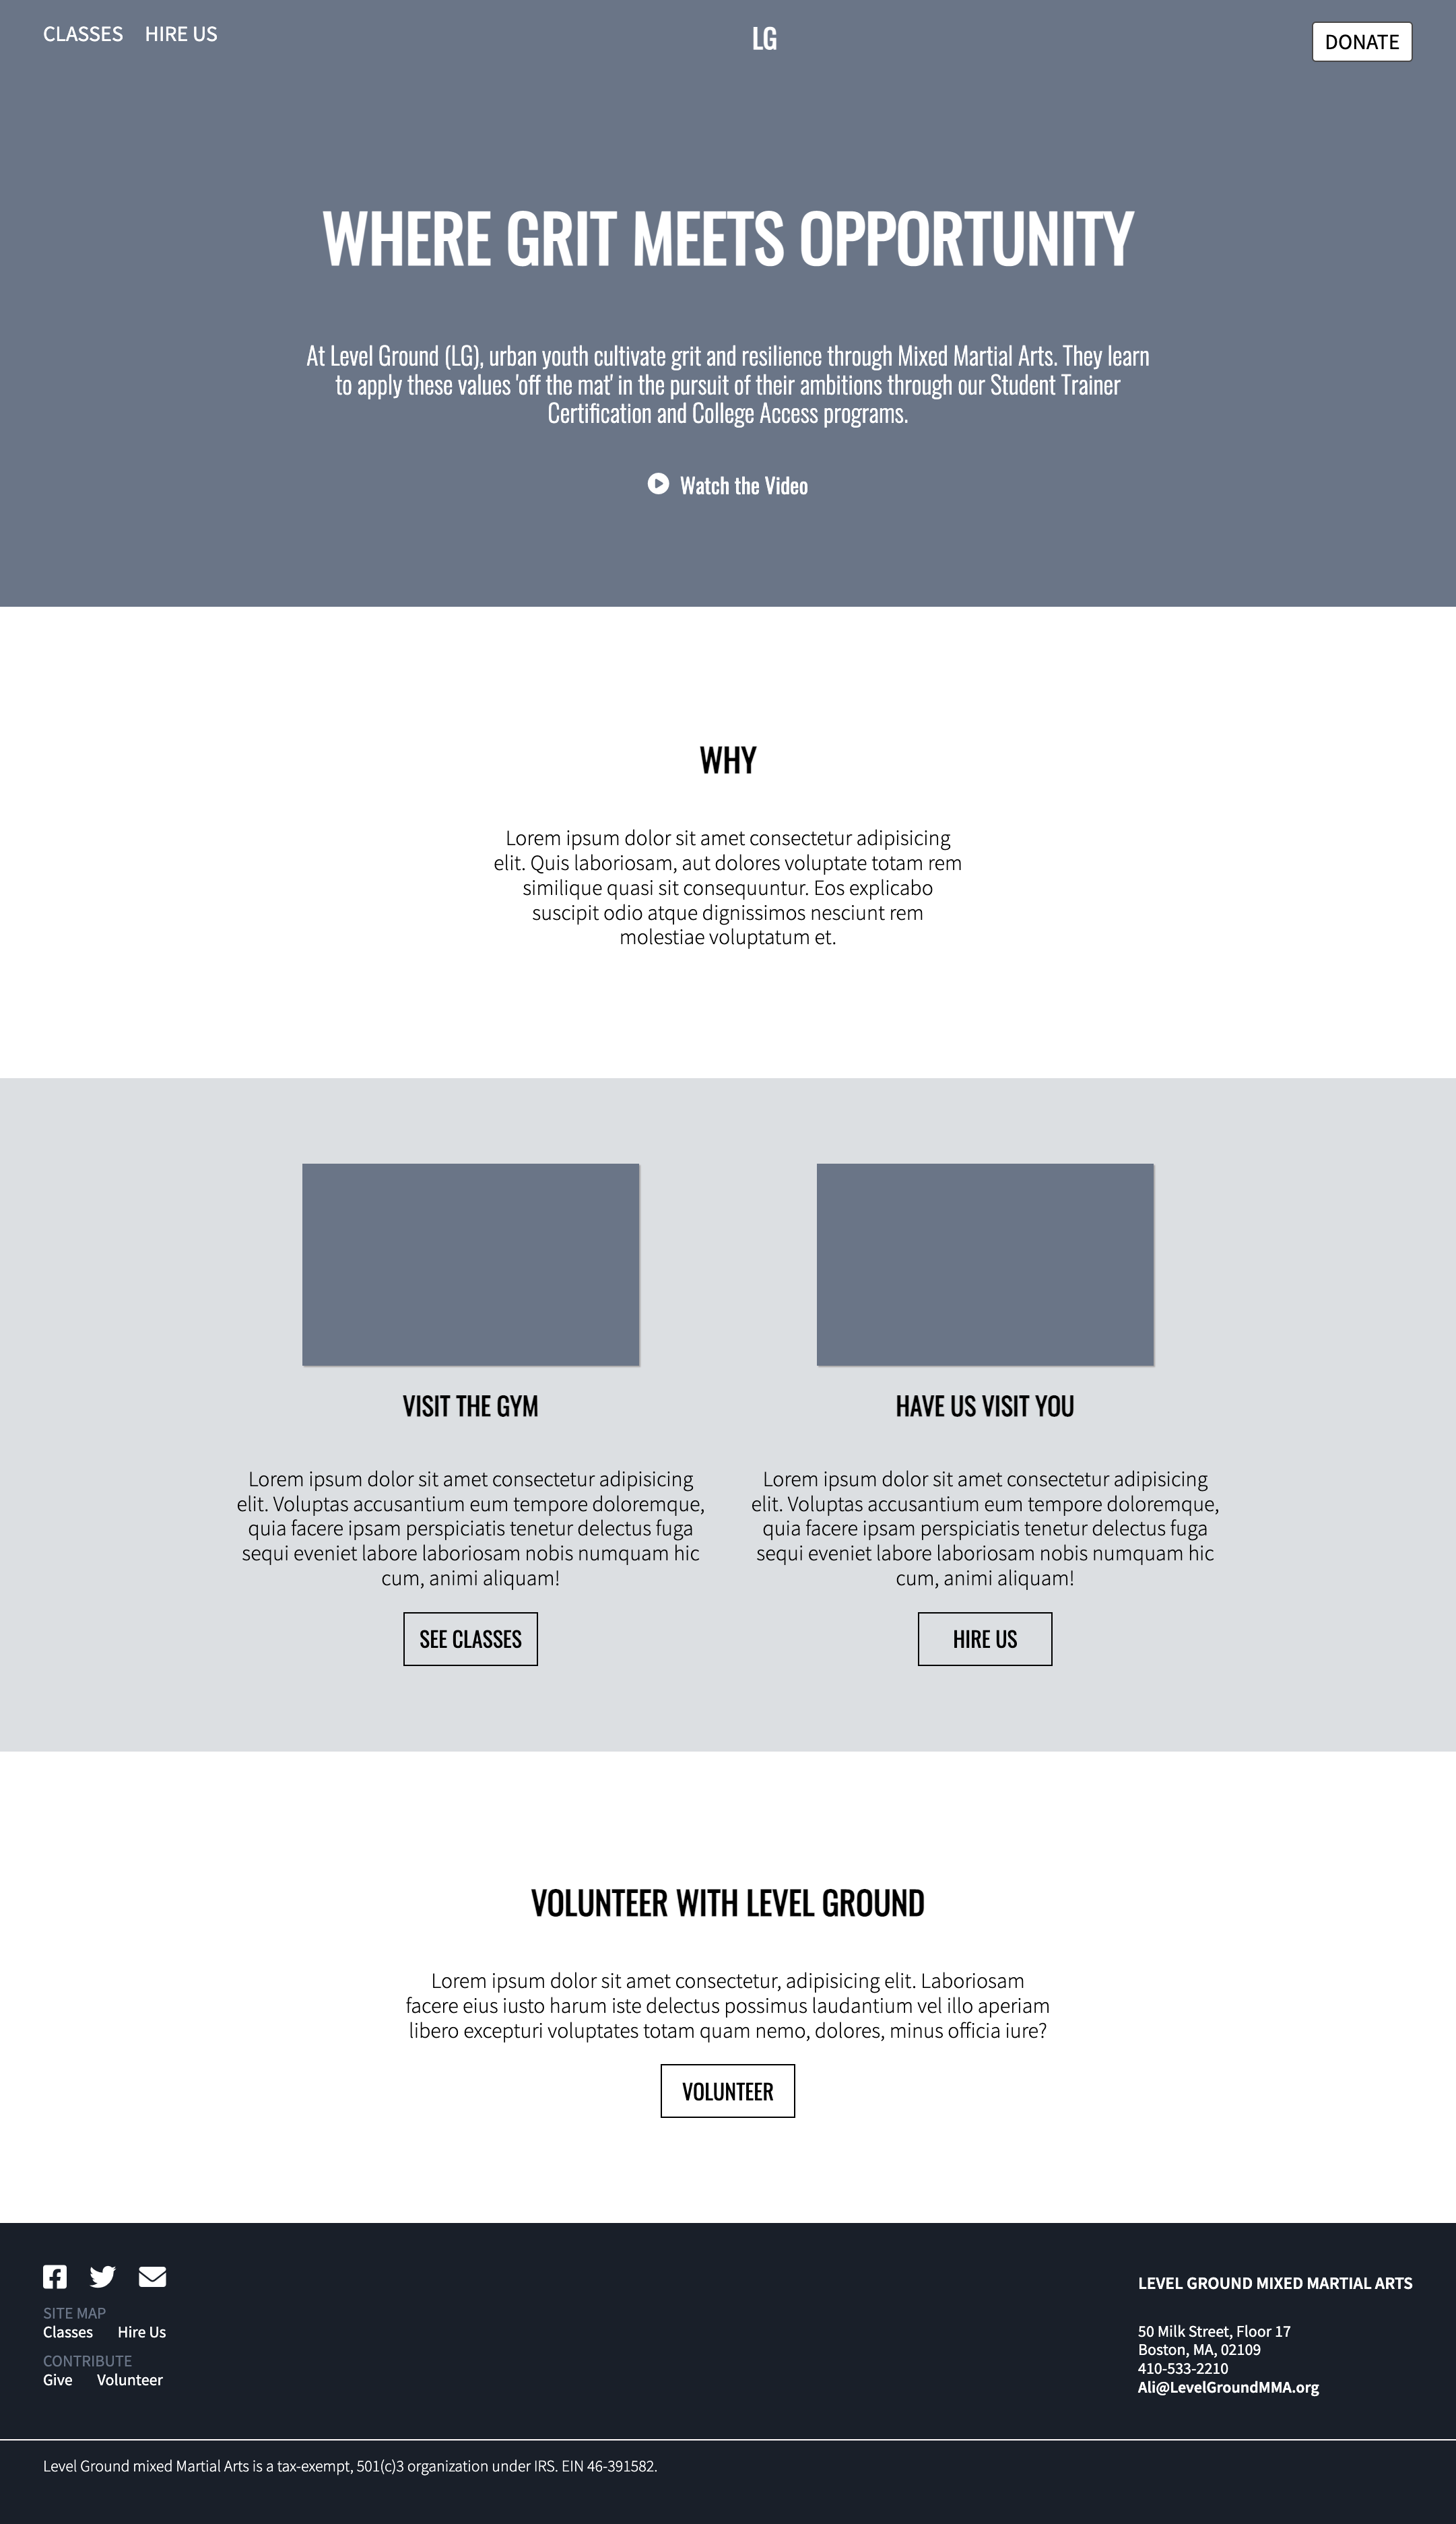 CLASSES HIRE US LG DONATE
WHERE GRIT MEETS OPPORTUNITY
At Level Ground (LG), urban youth cultivate grit and resilience through Mixed Martial Arts. They learn
to apply these values 'off the mat' in the pursuit of their ambitions through our Student Trainer
Certification and College Access programs.
Watch the Video
WHY
Lorem ipsum dolor sit amet consectetur adipisicing
elit. Quis laboriosam, aut dolores voluptate totam rem
similique quasi sit consequuntur. Eos explicabo
suscipit odio atque dignissimos nesciunt rem
molestiae voluptatum et.
VISIT THE GYM
Lorem ipsum dolor sit amet consectetur adipisicing
elit. Voluptas accusantium eum tempore doloremque,
quia facere ipsam perspiciatis tenetur delectus fuga
sequi eveniet labore laboriosam nobis numquam hic
cum, animi aliquam!
SEE CLASSES
HAVE US VISIT YOU
Lorem ipsum dolor sit amet consectetur adipisicing
elit. Voluptas accusantium eum tempore doloremque,
quia facere ipsam perspiciatis tenetur delectus fuga
sequi eveniet labore laboriosam nobis numquam hic
cum, animi aliquam!
HIRE US
VOLUNTEER WITH LEVEL GROUND
Lorem ipsum dolor sit amet consectetur, adipisicing elit. Laboriosam
facere eius iusto harum iste delectus possimus laudantium vel illo aperiam
libero excepturi voluptates totam quam nemo, dolores, minus officia iure?
VOLUNTEER
SITE MAP
Classes Hire Us
CONTRIBUTE
Give Volunteer
LEVEL GROUND MIXED MARTIAL ARTS
50 Milk Street, Floor 17
Boston, MA, 02109
410-533-2210
Ali@LevelGroundMMA.org
Level Ground mixed Martial Arts is a tax-exempt, 501(c)3 organization under IRS. EIN 46-391582.